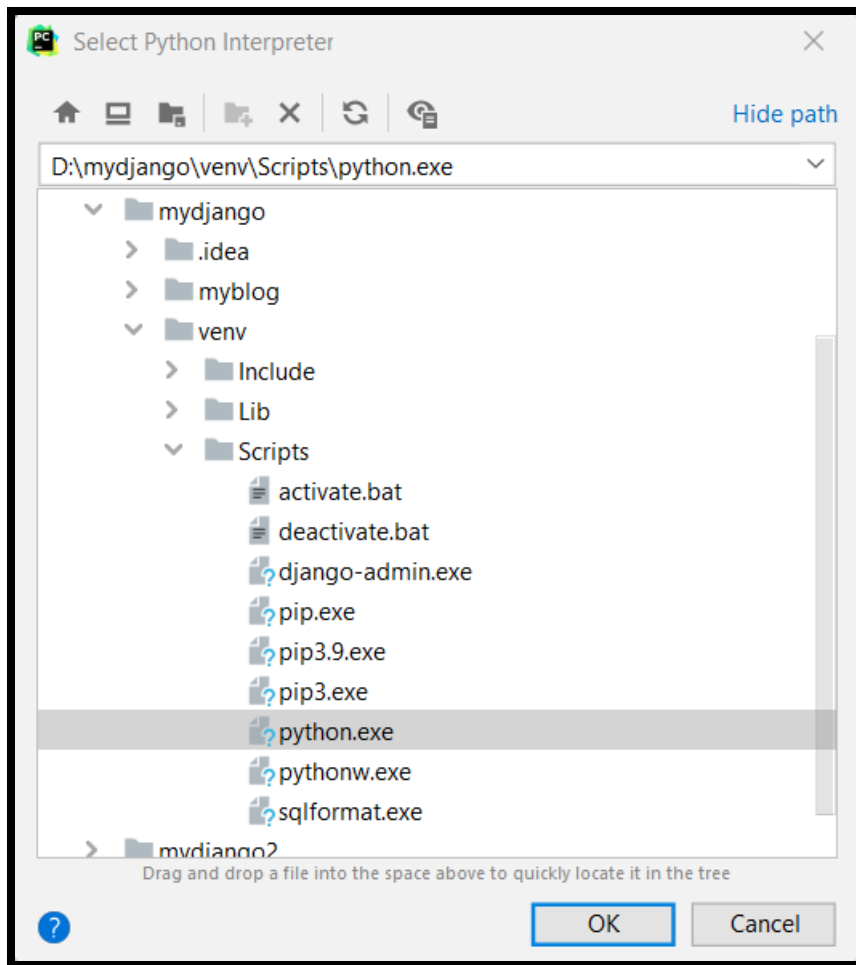 PC
Select Python Interpreter
Hide path
D:\mydjango\venv\Scripts\python.exe
mydjango
.idea
myblog
venv
Include
Lib
Scripts
activate.bat
deactivate.bat
django-admin.exe
pip.exe
pip3.9.exe
pip3.exe
python.exe
pythonw.exe
sqlformat.exe
mydjango2
Drag and drop a file into the space above to quickly locate it in the tree
?
OK
Cancel